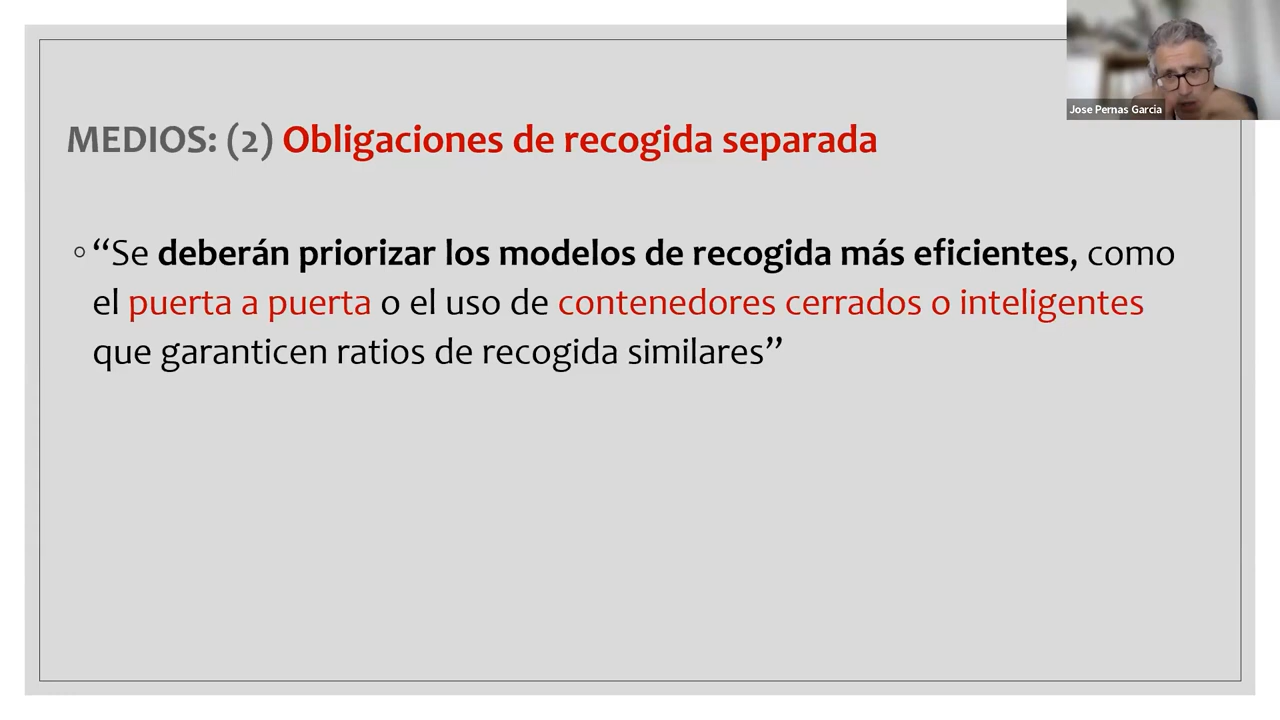 Jose Pernas Garcia
MEDIOS: (2) Obligaciones de recogida separada
“Se deberán priorizar los modelos de recogida más eficientes, como
el puerta a puerta o el uso de contenedores cerrados o inteligentes
que garanticen ratios de recogida similares”